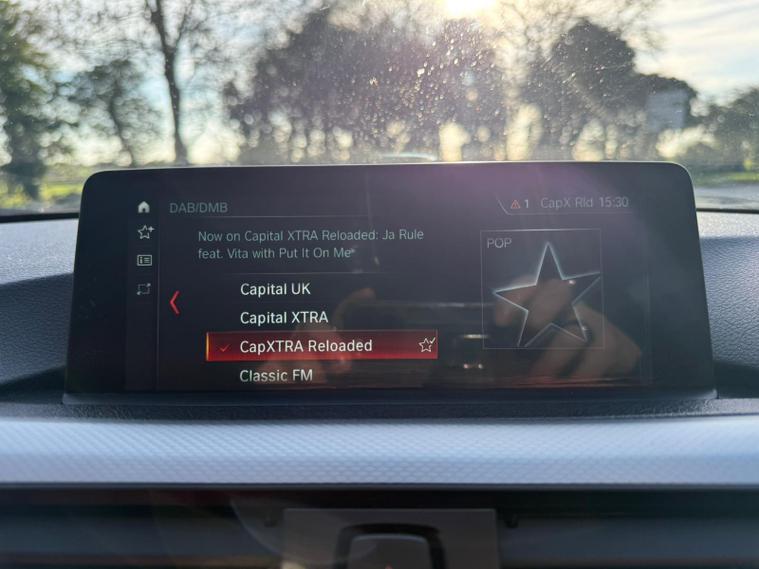 DAB/DMB
1 CapX Rld 15:30
Now on Capital XTRA Reloaded: Ja Rule
feat. Vita with Put It On Me"
POP
Capital UK
Capital XTRA
CapXTRA Reloaded
Classic FM